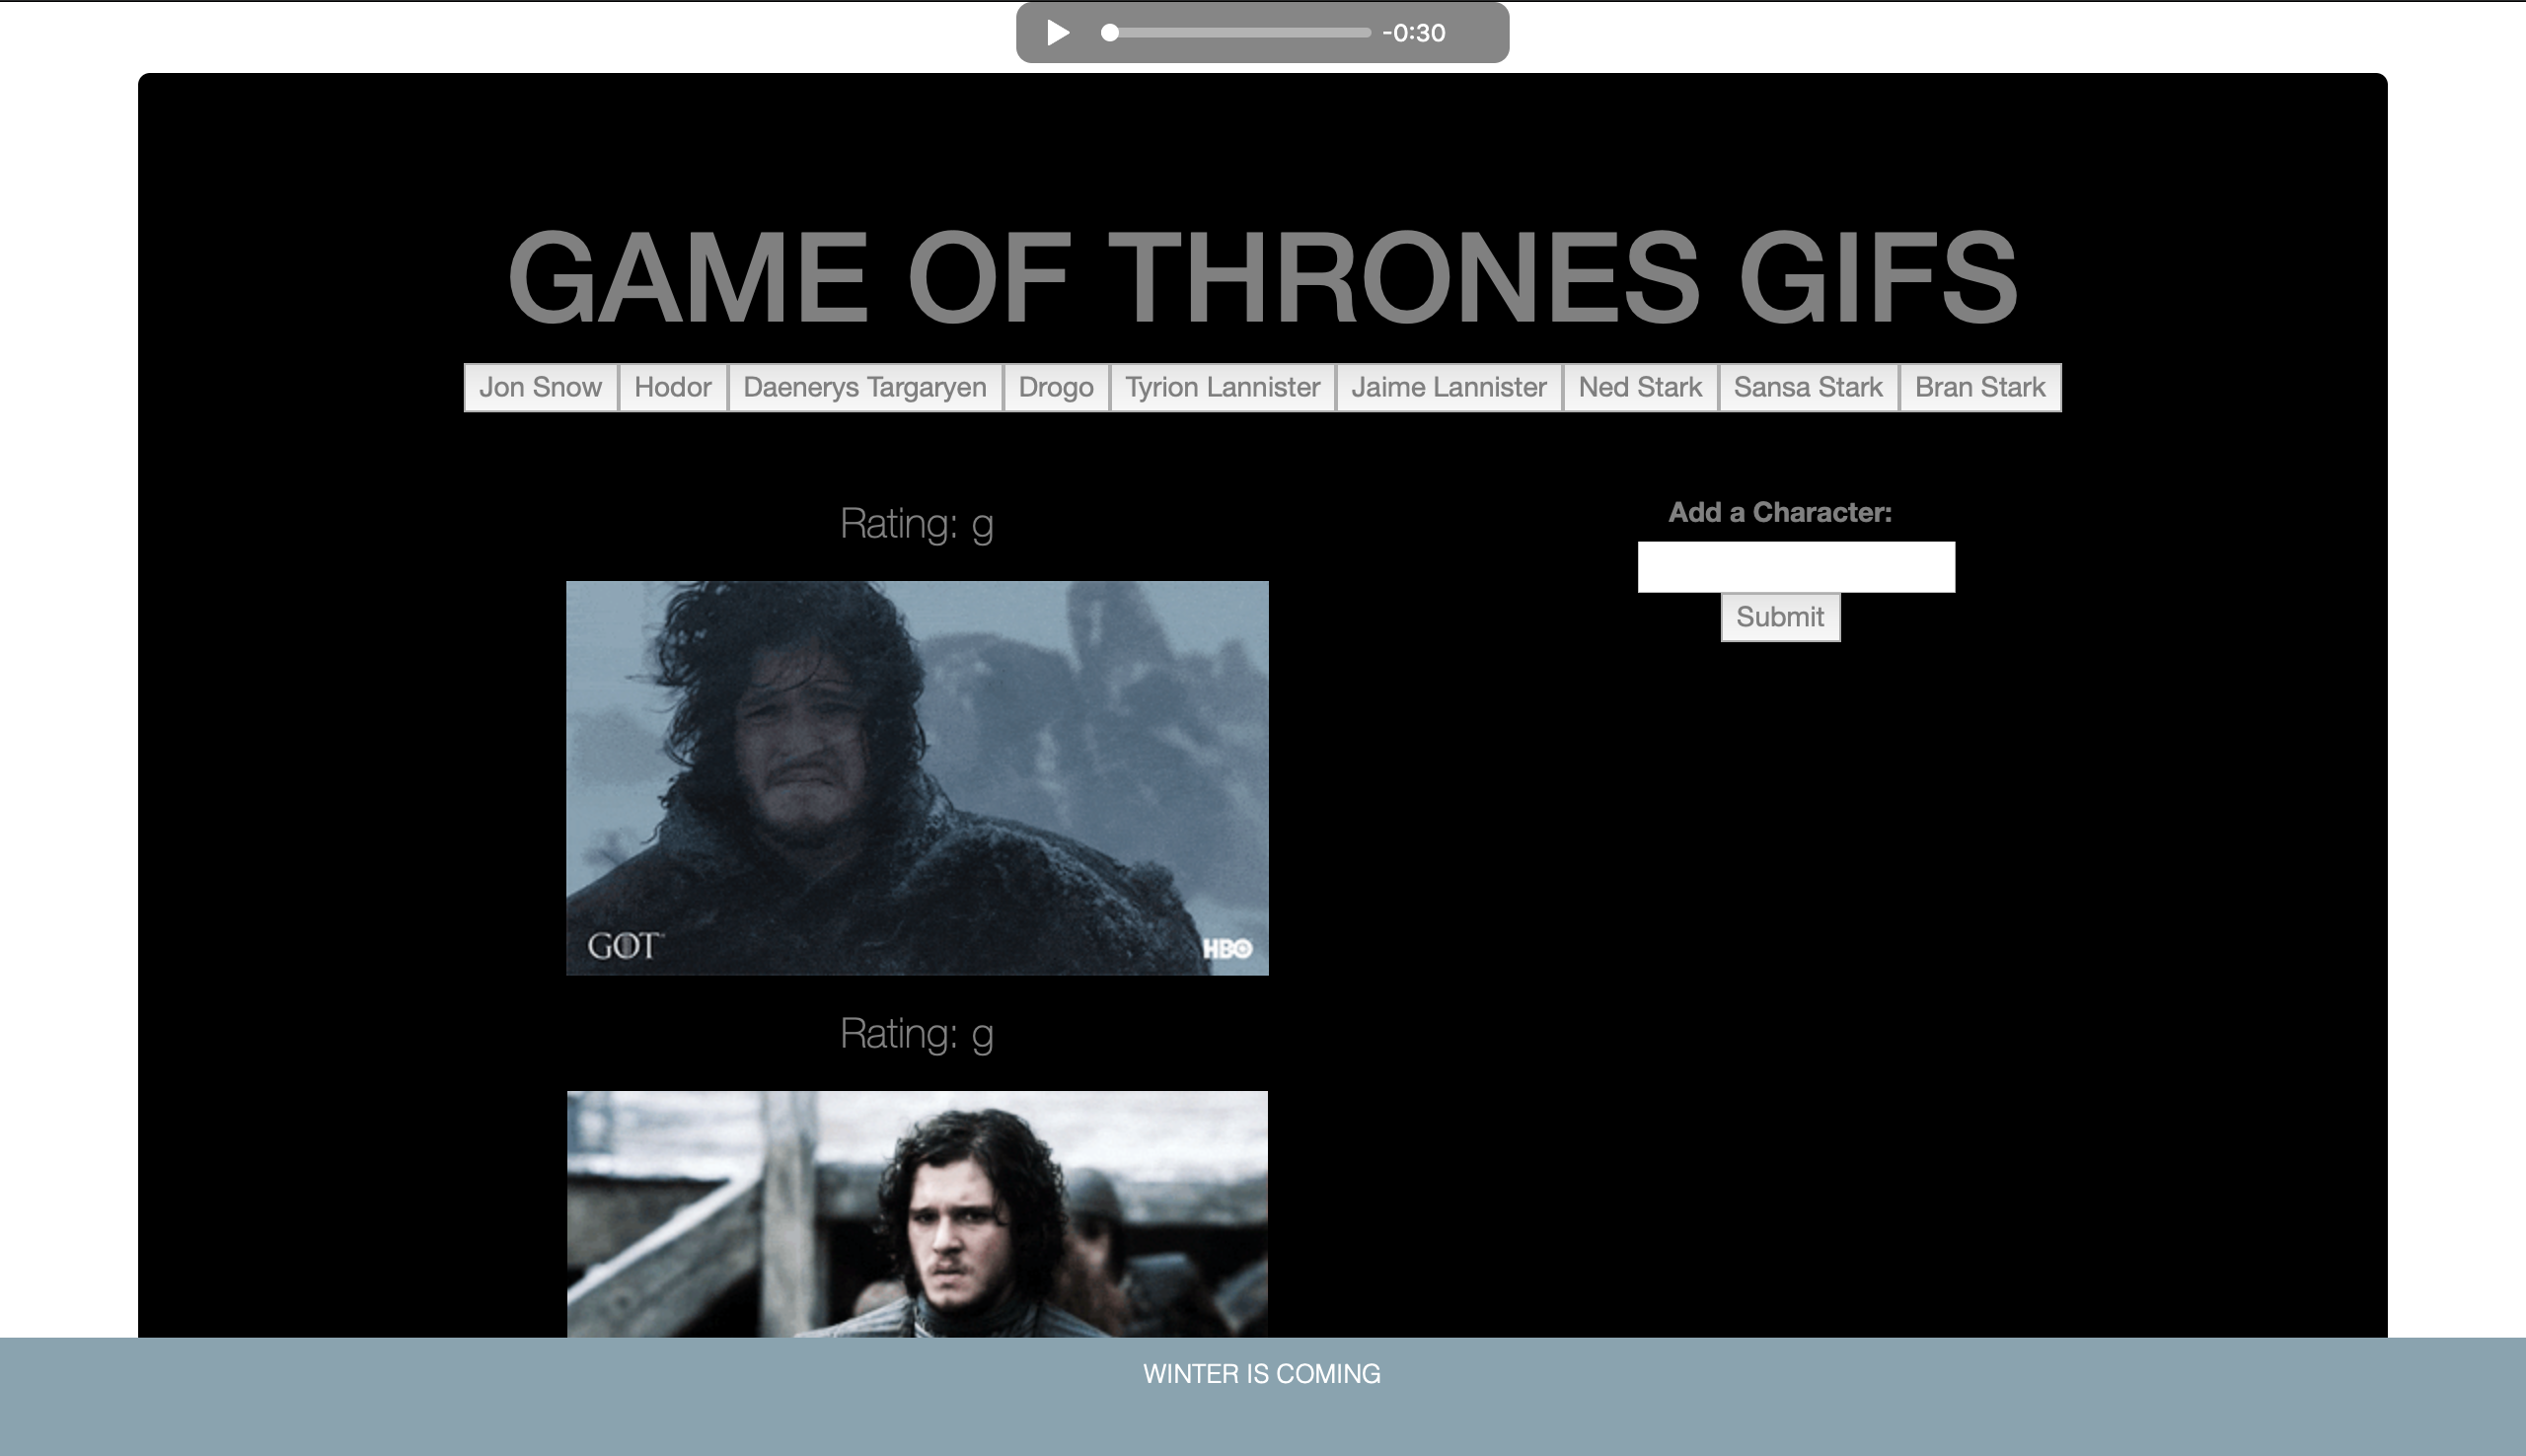 -0:30
GAME OF THRONES GIFS
Jon Snow Hodor Daenerys Targaryen Drogo Tyrion Lannister Jaime Lannister Ned Stark Sansa Stark Bran Stark
Rating: g
Add a Character:
Submit
GOT
HBO
Rating: g
WINTER IS COMING